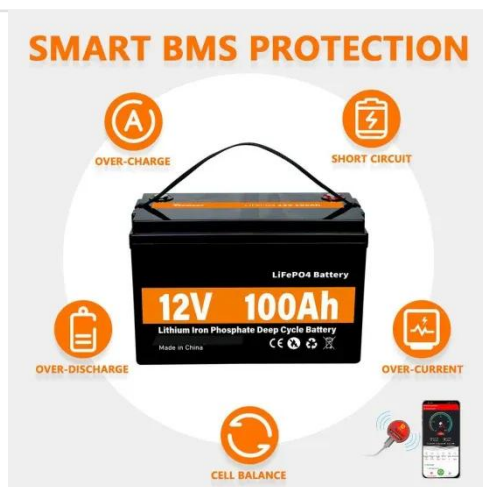 SMART BMS PROTECTION
OVER-CHARGE
SHORT CIRCUIT
LiFePO4 Battery
12V 100Ah
Lithium Iron Phosphate Deep Cycle Battery
Made in China
CE
OVER-DISCHARGE
OVER-CURRENT
CELL BALANCE